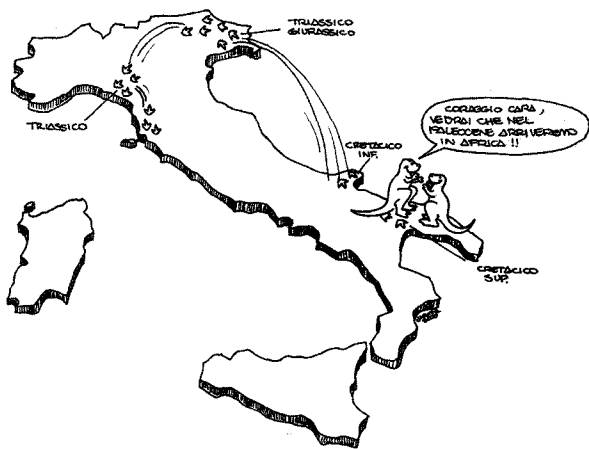 TRIASSICO
GIURASSICO
TRIASSICO
CORAGGIO CARA,
VEDRAI CHE NEL
PALEOCENE ARRIVEREMO
IN AFRICA !!
CRETACICO
INF.
CRETACICO
SUP.